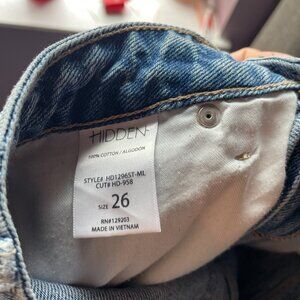 HIDDEN
100% COTTON / ALGODON
STYLE# HD1296ST-ML
CUT# HD-958
SIZE 26
RN#129203
MADE IN VIETNAM